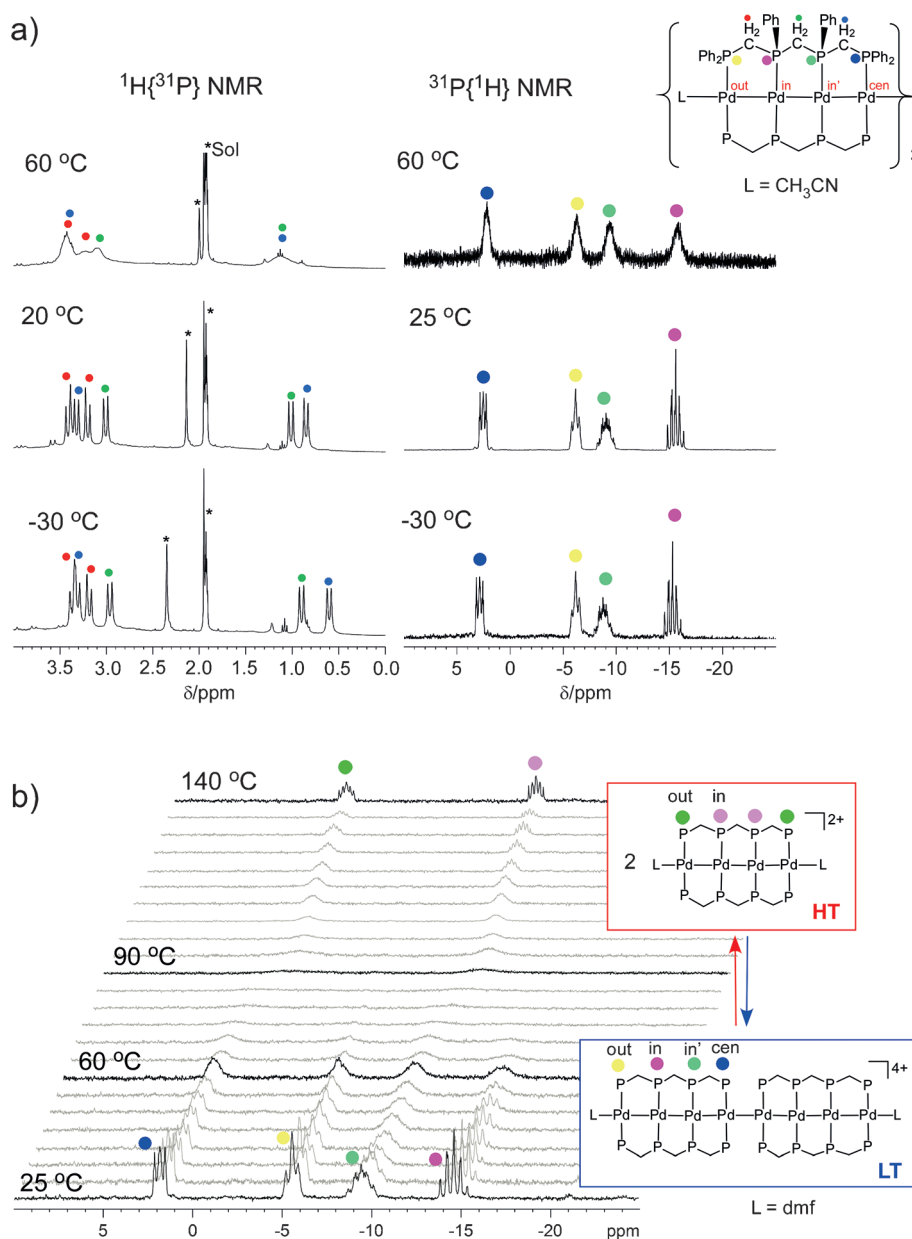 a)
¹H{³¹P} NMR
³¹P{¹H} NMR
H₂ Ph H₂ Ph H₂
C C C
Ph₂P P P PPh₂
out in in' cen
L Pd Pd Pd Pd
P P P P
L = CH₃CN
60 ºC
*Sol
*
60 ºC
20 ºC
*
*
25 ºC
-30 ºC
*
-30 ºC
3.5 3.0 2.5 2.0 1.5 1.0 0.5 0.0
δ/ppm
5 0 -5 -10 -15 -20
δ/ppm
b)
140 ºC
90 ºC
60 ºC
25 ºC
5 0 -5 -10 -15 -20 ppm
out in
P P P P
2+
2 L Pd Pd Pd Pd L
P P P P
HT
out in in' cen
P P P P P P P P
4+
L Pd Pd Pd Pd Pd Pd Pd Pd L
P P P P P P P P
LT
L = dmf